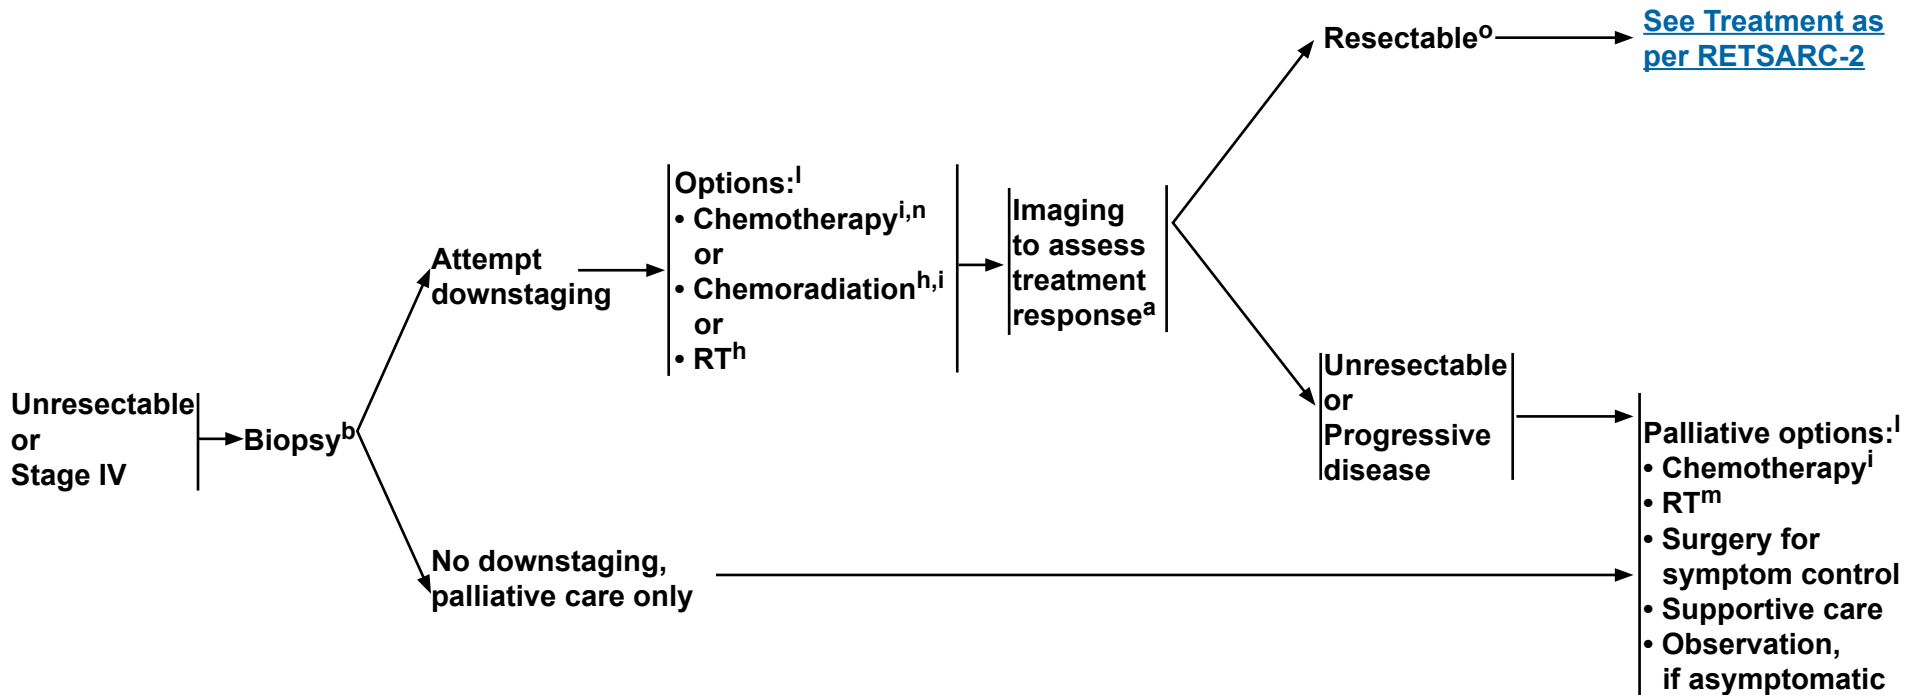 Unresectable
or
Stage IV
Biopsyᵇ
Attempt
downstaging
Options:ˡ
• Chemotherapyⁱ,ⁿ
or
• Chemoradiationʰ,ⁱ
or
• RTʰ
Imaging
to assess
treatment
responseᵃ
Resectableᵒ
See Treatment as
per RETSARC-2
Unresectable
or
Progressive
disease
No downstaging,
palliative care only
Palliative options:ˡ
• Chemotherapyⁱ
• RTᵐ
• Surgery for
symptom control
• Supportive care
• Observation,
if asymptomatic